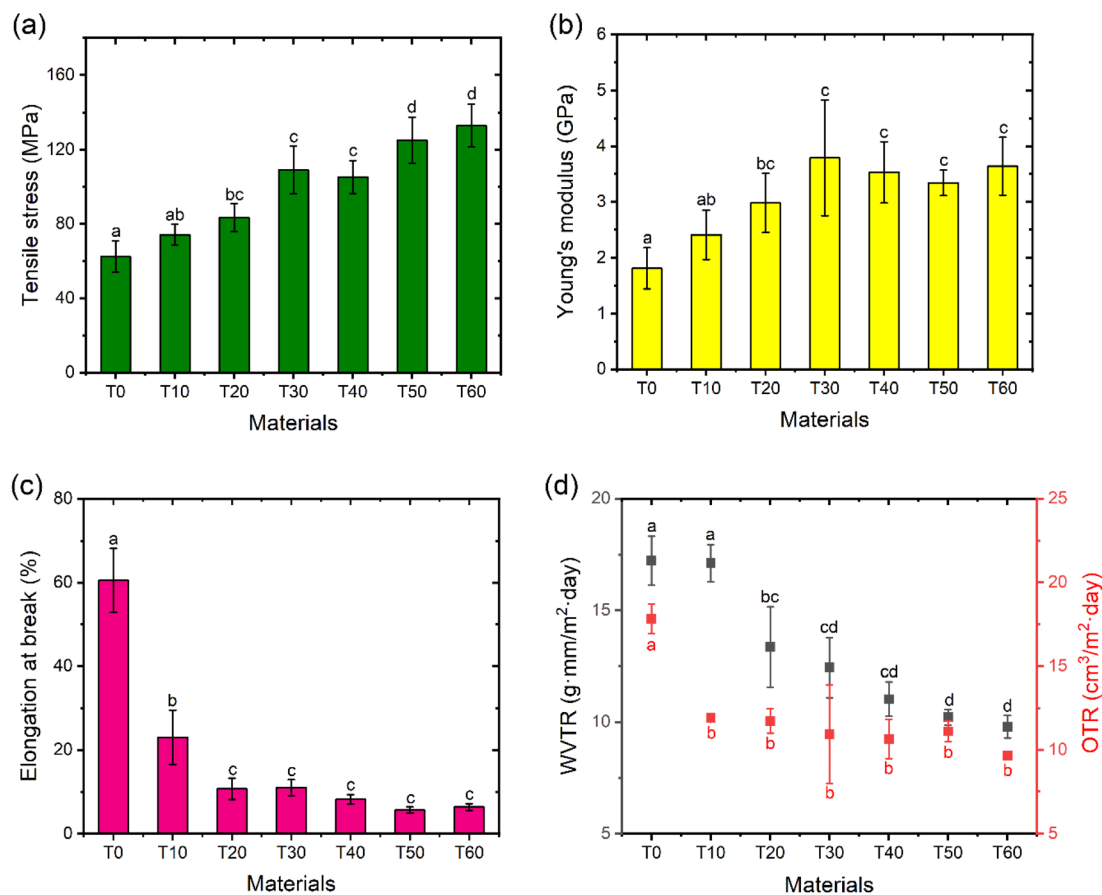 (a)
Tensile stress (MPa)
160
120
80
40
0
a
ab
bc
c
c
d
d
T0 T10 T20 T30 T40 T50 T60
Materials
(b)
Young's modulus (GPa)
6
5
4
3
2
1
0
a
ab
bc
c
c
c
c
T0 T10 T20 T30 T40 T50 T60
Materials
(c)
Elongation at break (%)
80
60
40
20
0
a
b
c
c
c
c
c
T0 T10 T20 T30 T40 T50 T60
Materials
(d)
WVTR (g·mm/m²·day)
20
15
10
5
a
a
bc
cd
cd
d
d
a
b
b
b
b
b
b
25
20
15
10
5
OTR (cm³/m²·day)
T0 T10 T20 T30 T40 T50 T60
Materials